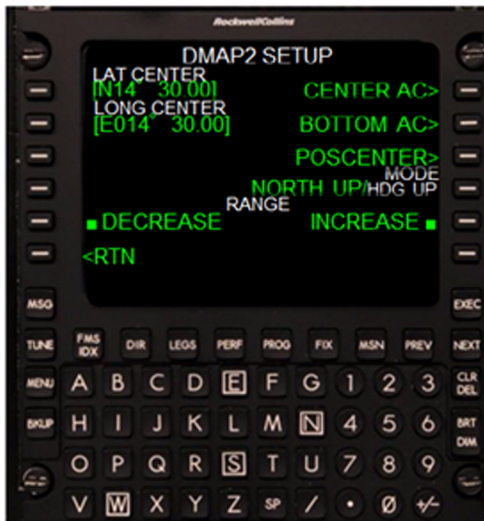 RockwellCollins
DMAP2 SETUP
LAT CENTER
[N14° 30.00] CENTER AC>
LONG CENTER
[E014° 30.00] BOTTOM AC>
POSCENTER>
MODE
NORTH UP/HDG UP
RANGE
DECREASE INCREASE
<RTN
MSG EXEC
TUNE FMS IDX DIR LEGS PERF PROG FIX MSN PREV NEXT
MENU A B C D E F G 1 2 3 CLR DEL
BKUP H I J K L M N 4 5 6 BRT DIM
O P Q R S T U 7 8 9
V W X Y Z SP / . 0 +/-